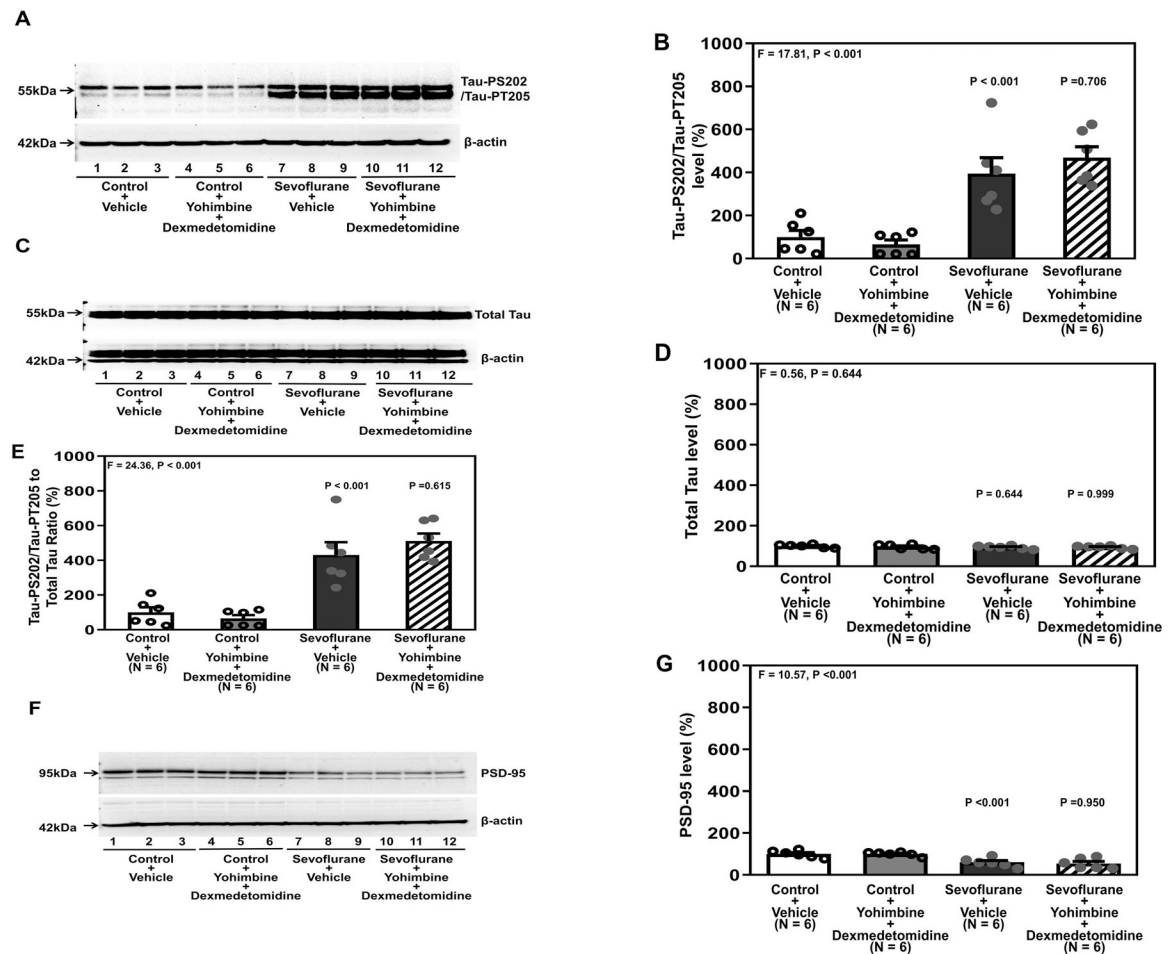 A
55kDa
Tau-PS202
/Tau-PT205
42kDa
β-actin
1 2 3 4 5 6 7 8 9 10 11 12
Control
+
Vehicle
Control
+
Yohimbine
+
Dexmedetomidine
Sevoflurane
+
Vehicle
Sevoflurane
+
Yohimbine
+
Dexmedetomidine
B
Tau-PS202/Tau-PT205
level (%)
1000
800
600
400
200
0
F = 17.81, P < 0.001
P < 0.001
P =0.706
Control
+
Vehicle
(N = 6)
Control
+
Yohimbine
+
Dexmedetomidine
(N = 6)
Sevoflurane
+
Vehicle
(N = 6)
Sevoflurane
+
Yohimbine
+
Dexmedetomidine
(N = 6)
C
55kDa
Total Tau
42kDa
β-actin
1 2 3 4 5 6 7 8 9 10 11 12
Control
+
Vehicle
Control
+
Yohimbine
+
Dexmedetomidine
Sevoflurane
+
Vehicle
Sevoflurane
+
Yohimbine
+
Dexmedetomidine
D
Total Tau level (%)
1000
800
600
400
200
0
F = 0.56, P = 0.644
P = 0.644
P = 0.999
Control
+
Vehicle
(N = 6)
Control
+
Yohimbine
+
Dexmedetomidine
(N = 6)
Sevoflurane
+
Vehicle
(N = 6)
Sevoflurane
+
Yohimbine
+
Dexmedetomidine
(N = 6)
E
Tau-PS202/Tau-PT205 to
Total Tau Ratio (%)
1000
800
600
400
200
0
F = 24.36, P < 0.001
P < 0.001
P =0.615
Control
+
Vehicle
(N = 6)
Control
+
Yohimbine
+
Dexmedetomidine
(N = 6)
Sevoflurane
+
Vehicle
(N = 6)
Sevoflurane
+
Yohimbine
+
Dexmedetomidine
(N = 6)
F
95kDa
PSD-95
42kDa
β-actin
1 2 3 4 5 6 7 8 9 10 11 12
Control
+
Vehicle
Control
+
Yohimbine
+
Dexmedetomidine
Sevoflurane
+
Vehicle
Sevoflurane
+
Yohimbine
+
Dexmedetomidine
G
PSD-95 level (%)
1000
800
600
400
200
0
F = 10.57, P <0.001
P <0.001
P =0.950
Control
+
Vehicle
(N = 6)
Control
+
Yohimbine
+
Dexmedetomidine
(N = 6)
Sevoflurane
+
Vehicle
(N = 6)
Sevoflurane
+
Yohimbine
+
Dexmedetomidine
(N = 6)